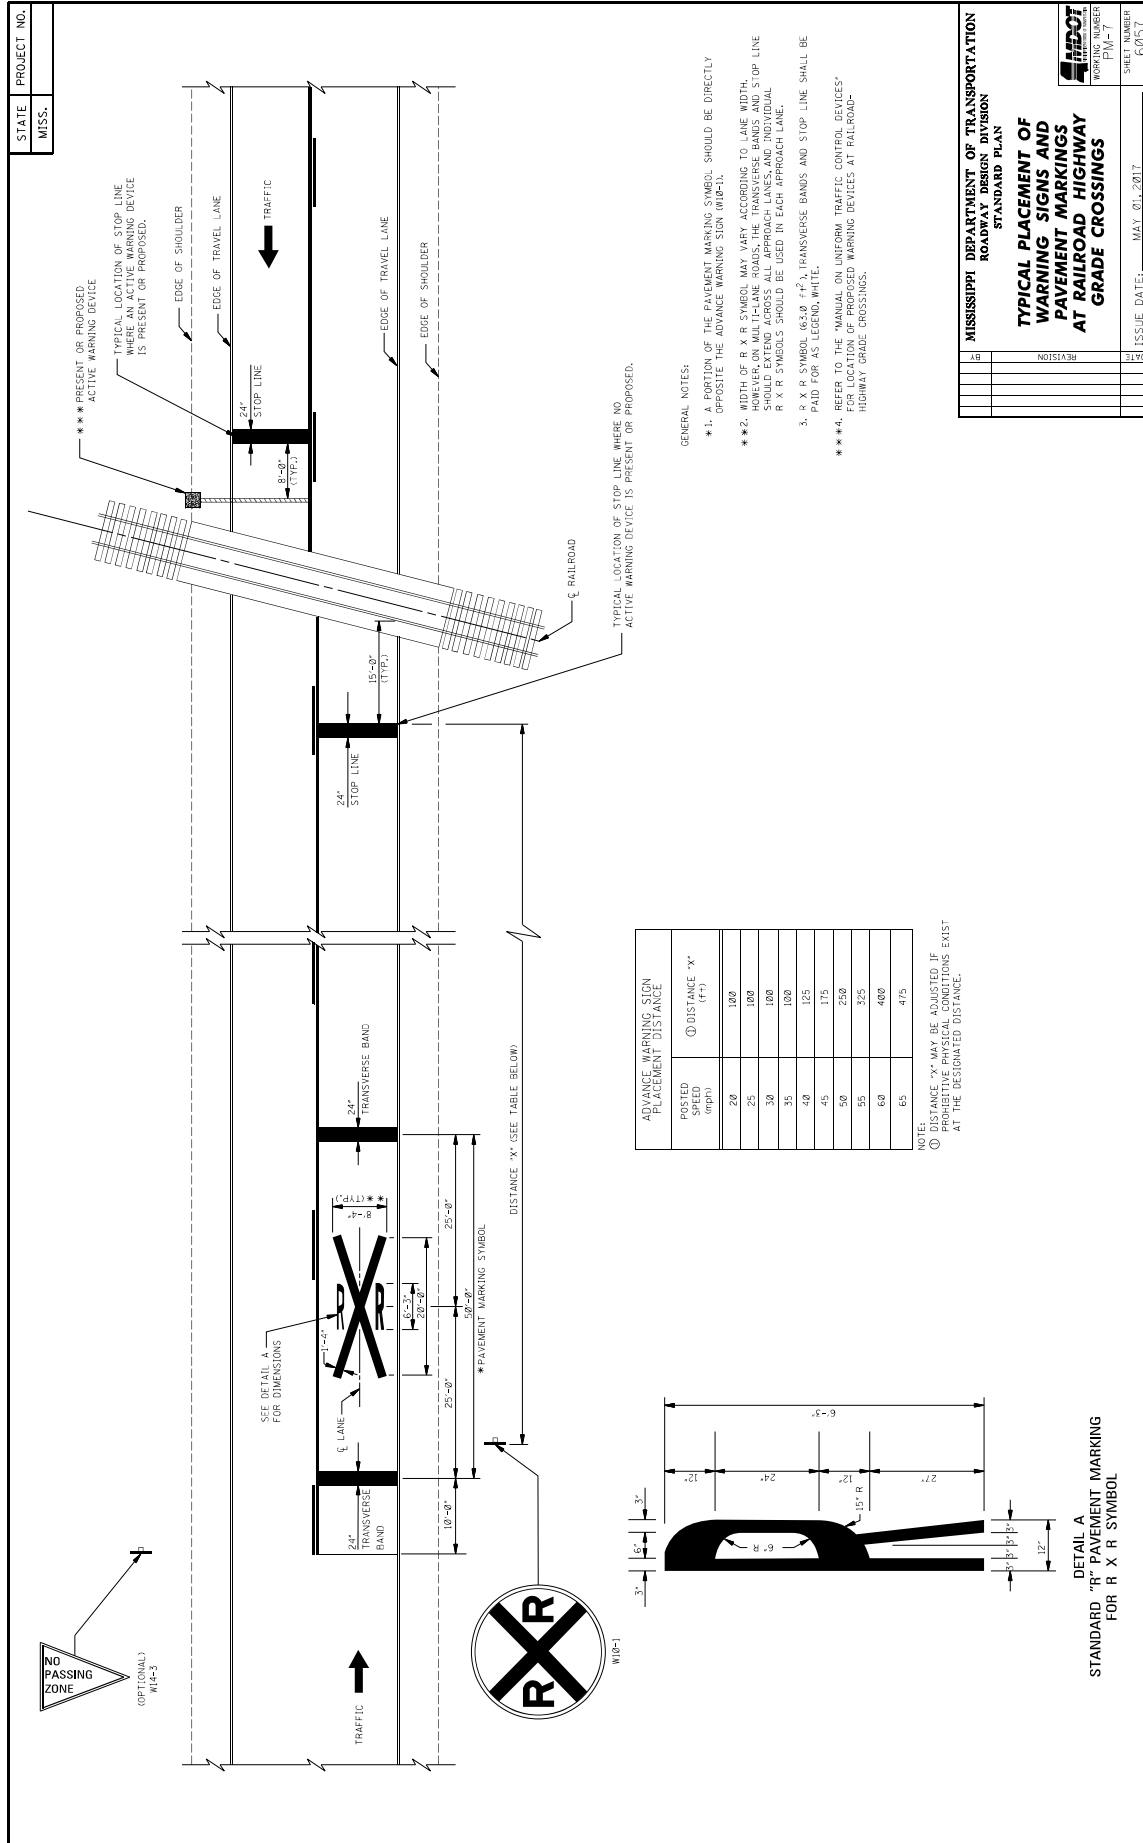 STATE PROJECT NO.
MISS.
* * * PRESENT OR PROPOSED
ACTIVE WARNING DEVICE
TYPICAL LOCATION OF STOP LINE
WHERE AN ACTIVE WARNING DEVICE
IS PRESENT OR PROPOSED.
EDGE OF SHOULDER
EDGE OF TRAVEL LANE
TRAFFIC
24"
STOP LINE
8'-0"
(TYP.)
EDGE OF TRAVEL LANE
EDGE OF SHOULDER
℄ RAILROAD
15'-0"
(TYP.)
TYPICAL LOCATION OF STOP LINE WHERE NO
ACTIVE WARNING DEVICE IS PRESENT OR PROPOSED.
24"
STOP LINE
24"
TRANSVERSE BAND
8'-4"
* * (TYP.)
SEE DETAIL A
FOR DIMENSIONS
1'-4"
R
R
℄ LANE
6'-3"
20'-0"
25'-0"
25'-0"
50'-0"
* PAVEMENT MARKING SYMBOL
DISTANCE "X" (SEE TABLE BELOW)
24"
TRANSVERSE
BAND
10'-0"
NO
PASSING
ZONE
(OPTIONAL)
W14-3
TRAFFIC
R R
W10-1
GENERAL NOTES:
* 1. A PORTION OF THE PAVEMENT MARKING SYMBOL SHOULD BE DIRECTLY
OPPOSITE THE ADVANCE WARNING SIGN (W10-1).
* * 2. WIDTH OF R X R SYMBOL MAY VARY ACCORDING TO LANE WIDTH.
HOWEVER, ON MULTI-LANE ROADS, THE TRANSVERSE BANDS AND STOP LINE
SHOULD EXTEND ACROSS ALL APPROACH LANES, AND INDIVIDUAL
R X R SYMBOLS SHOULD BE USED IN EACH APPROACH LANE.
3. R X R SYMBOL (63.0 ft²), TRANSVERSE BANDS AND STOP LINE SHALL BE
PAID FOR AS LEGEND, WHITE.
* * * 4. REFER TO THE "MANUAL ON UNIFORM TRAFFIC CONTROL DEVICES"
FOR LOCATION OF PROPOSED WARNING DEVICES AT RAILROAD-
HIGHWAY GRADE CROSSINGS.
ADVANCE WARNING SIGN
PLACEMENT DISTANCE
POSTED
SPEED
(mph)
① DISTANCE "X"
(ft)
20 100
25 100
30 100
35 100
40 125
45 175
50 250
55 325
60 400
65 475
NOTE:
① DISTANCE "X" MAY BE ADJUSTED IF
PROHIBITIVE PHYSICAL CONDITIONS EXIST
AT THE DESIGNATED DISTANCE.
3" 6" 3"
12"
24"
12"
27"
6'-3"
6" R
15" R
3" 3" 3" 3"
12"
DETAIL A
STANDARD "R" PAVEMENT MARKING
FOR R X R SYMBOL
BY
REVISION
DATE
MISSISSIPPI DEPARTMENT OF TRANSPORTATION
ROADWAY DESIGN DIVISION
STANDARD PLAN
TYPICAL PLACEMENT OF
WARNING SIGNS AND
PAVEMENT MARKINGS
AT RAILROAD HIGHWAY
GRADE CROSSINGS
MDOT
WORKING NUMBER
PM-7
SHEET NUMBER
6057
ISSUE DATE: MAY 01, 2017